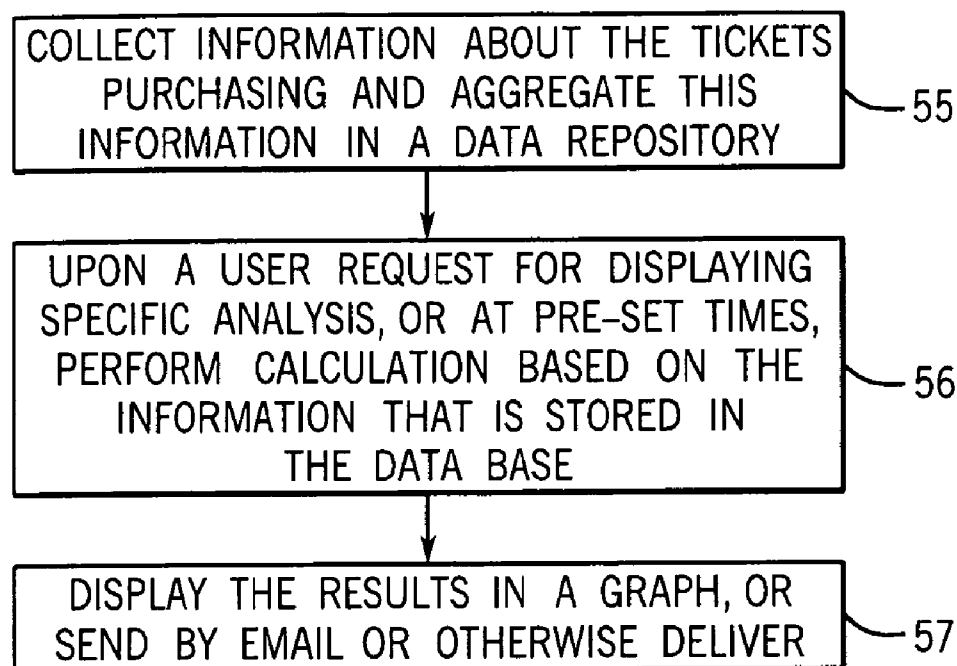 COLLECT INFORMATION ABOUT THE TICKETS
PURCHASING AND AGGREGATE THIS
INFORMATION IN A DATA REPOSITORY
55
UPON A USER REQUEST FOR DISPLAYING
SPECIFIC ANALYSIS, OR AT PRE-SET TIMES,
PERFORM CALCULATION BASED ON THE
INFORMATION THAT IS STORED IN
THE DATA BASE
56
DISPLAY THE RESULTS IN A GRAPH, OR
SEND BY EMAIL OR OTHERWISE DELIVER
57